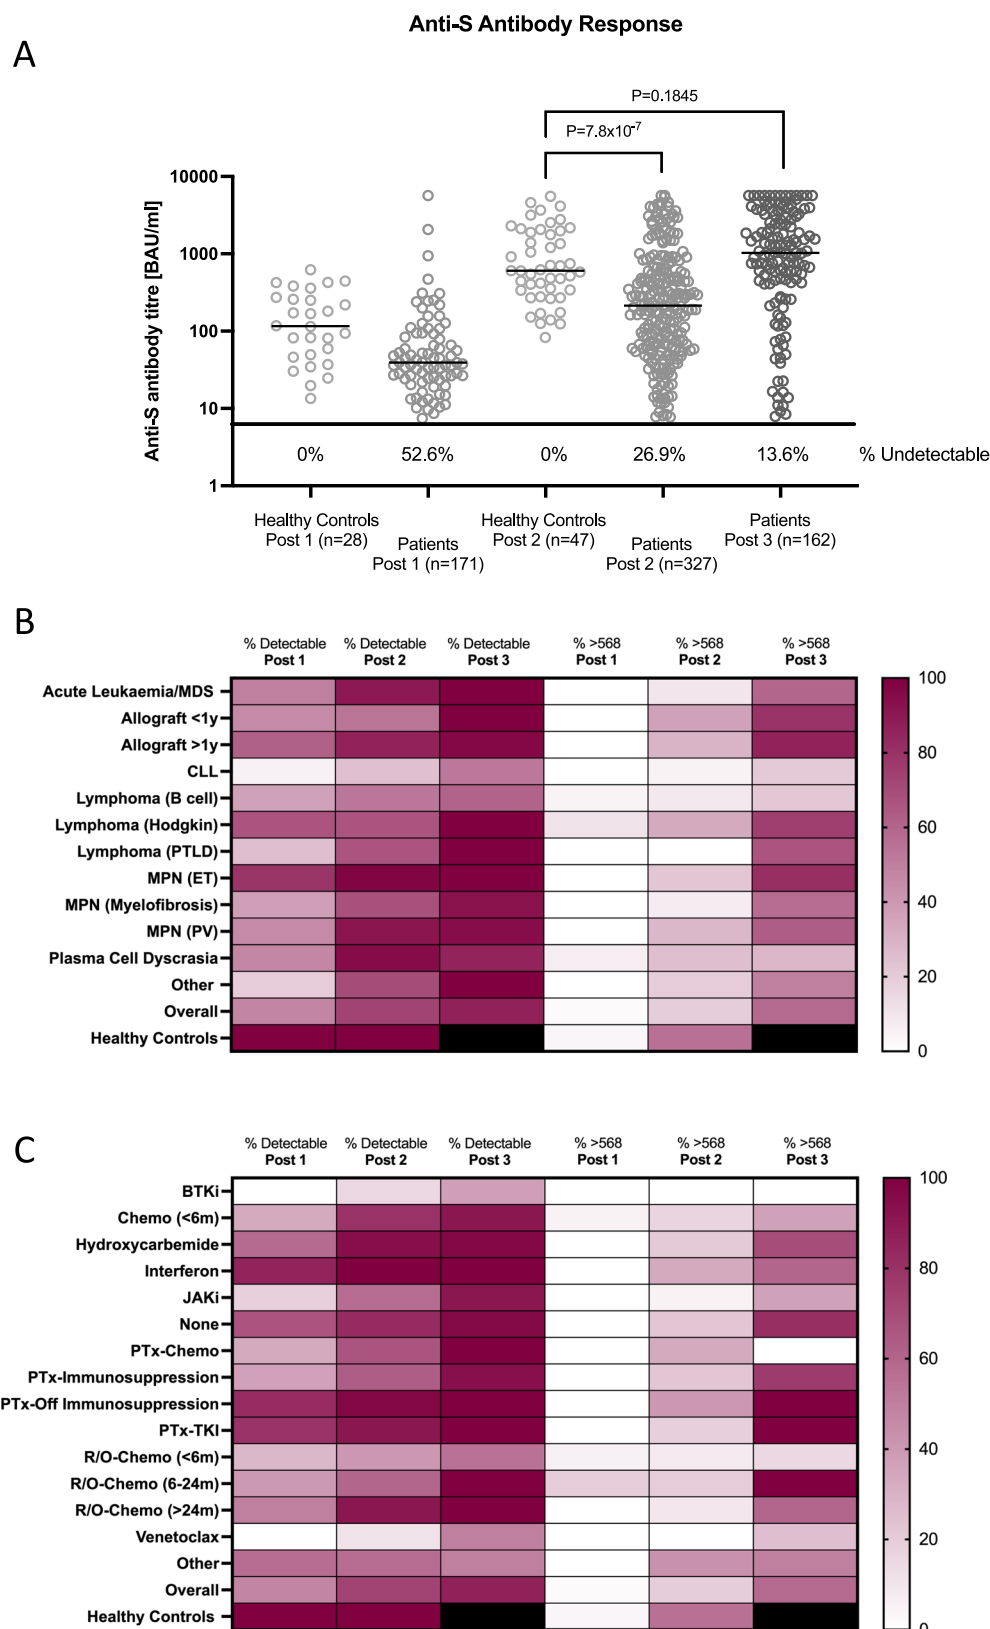 Anti-S Antibody Response
A
P=0.1845
P=7.8x10-7
10000
1000
100
10
1
Anti-S antibody titre [BAU/ml]
0% 52.6% 0% 26.9% 13.6% % Undetectable
Healthy Controls
Post 1 (n=28)
Patients
Post 1 (n=171)
Healthy Controls
Post 2 (n=47)
Patients
Post 2 (n=327)
Patients
Post 3 (n=162)
B
% Detectable
Post 1
% Detectable
Post 2
% Detectable
Post 3
% >568
Post 1
% >568
Post 2
% >568
Post 3
Acute Leukaemia/MDS
Allograft <1y
Allograft >1y
CLL
Lymphoma (B cell)
Lymphoma (Hodgkin)
Lymphoma (PTLD)
MPN (ET)
MPN (Myelofibrosis)
MPN (PV)
Plasma Cell Dyscrasia
Other
Overall
Healthy Controls
100
80
60
40
20
0
C
% Detectable
Post 1
% Detectable
Post 2
% Detectable
Post 3
% >568
Post 1
% >568
Post 2
% >568
Post 3
BTKi
Chemo (<6m)
Hydroxycarbemide
Interferon
JAKi
None
PTx-Chemo
PTx-Immunosuppression
PTx-Off Immunosuppression
PTx-TKI
R/O-Chemo (<6m)
R/O-Chemo (6-24m)
R/O-Chemo (>24m)
Venetoclax
Other
Overall
Healthy Controls
100
80
60
40
20
0